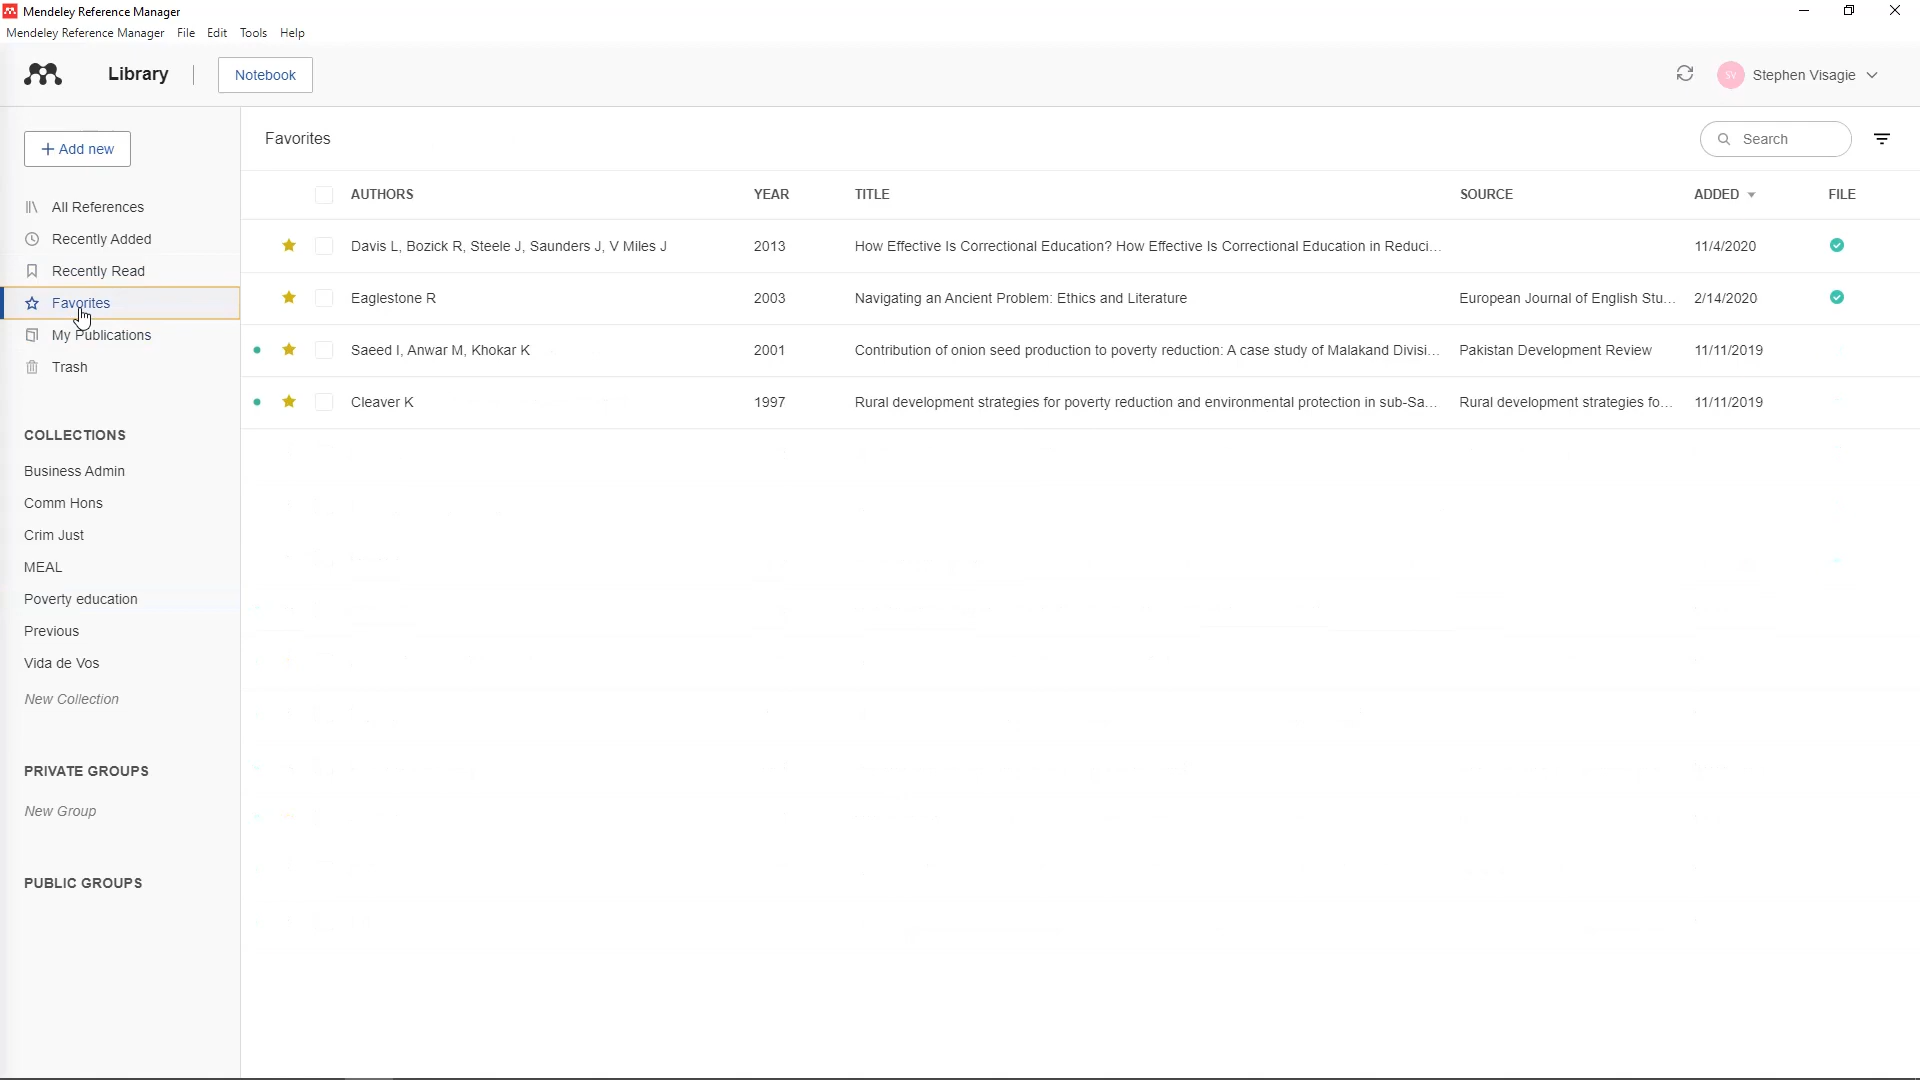 Mendeley Reference Manager
Mendeley Reference Manager File Edit Tools Help
Library | Notebook
SV Stephen Visagie
+ Add new
All References
Recently Added
Recently Read
Favorites
My Publications
Trash
COLLECTIONS
Business Admin
Comm Hons
Crim Just
MEAL
Poverty education
Previous
Vida de Vos
New Collection
PRIVATE GROUPS
New Group
PUBLIC GROUPS
Favorites
Search
AUTHORS YEAR TITLE SOURCE ADDED FILE
Davis L, Bozick R, Steele J, Saunders J, V Miles J 2013 How Effective Is Correctional Education? How Effective Is Correctional Education in Reduci... 11/4/2020
Eaglestone R 2003 Navigating an Ancient Problem: Ethics and Literature European Journal of English Stu... 2/14/2020
Saeed I, Anwar M, Khokar K 2001 Contribution of onion seed production to poverty reduction: A case study of Malakand Divisi... Pakistan Development Review 11/11/2019
Cleaver K 1997 Rural development strategies for poverty reduction and environmental protection in sub-Sa... Rural development strategies fo... 11/11/2019